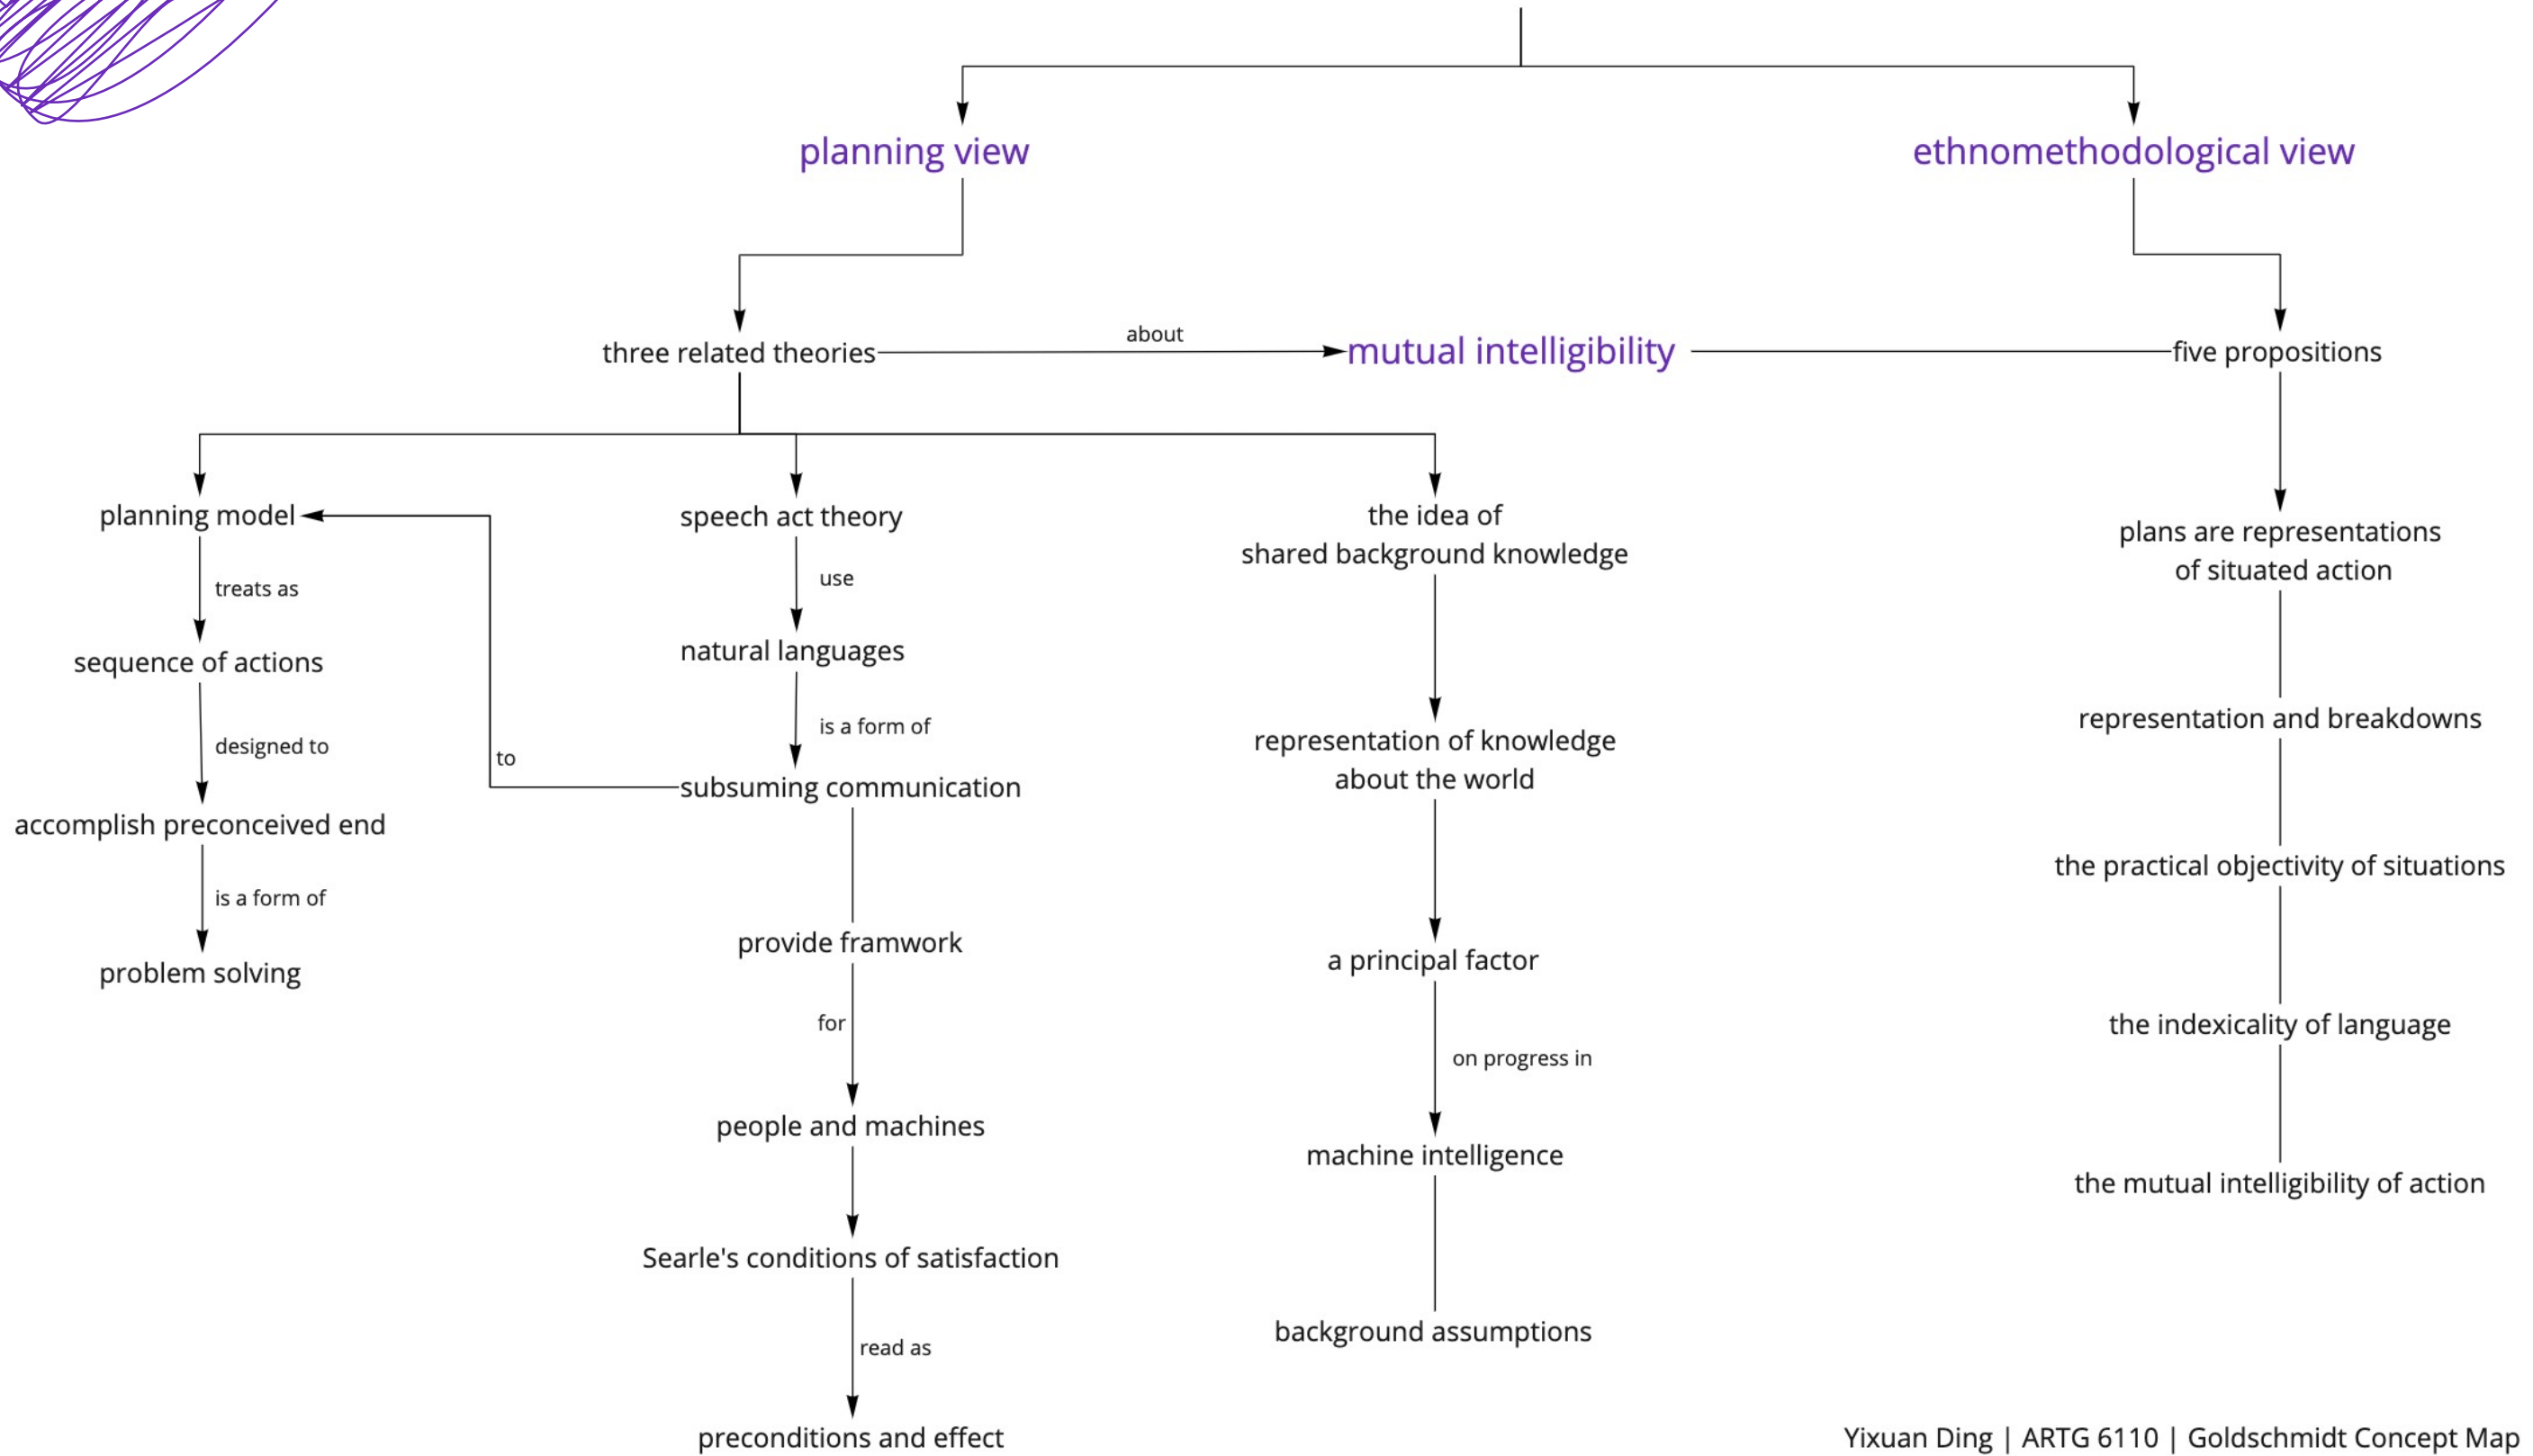 planning view
ethnomethodological view
three related theories
about
mutual intelligibility
five propositions
planning model
speech act theory
the idea of
shared background knowledge
plans are representations
of situated action
treats as
use
sequence of actions
natural languages
representation and breakdowns
designed to
is a form of
to
representation of knowledge
about the world
subsuming communication
accomplish preconceived end
the practical objectivity of situations
is a form of
provide framwork
a principal factor
problem solving
for
the indexicality of language
on progress in
people and machines
machine intelligence
the mutual intelligibility of action
Searle's conditions of satisfaction
background assumptions
read as
preconditions and effect
Yixuan Ding | ARTG 6110 | Goldschmidt Concept Map